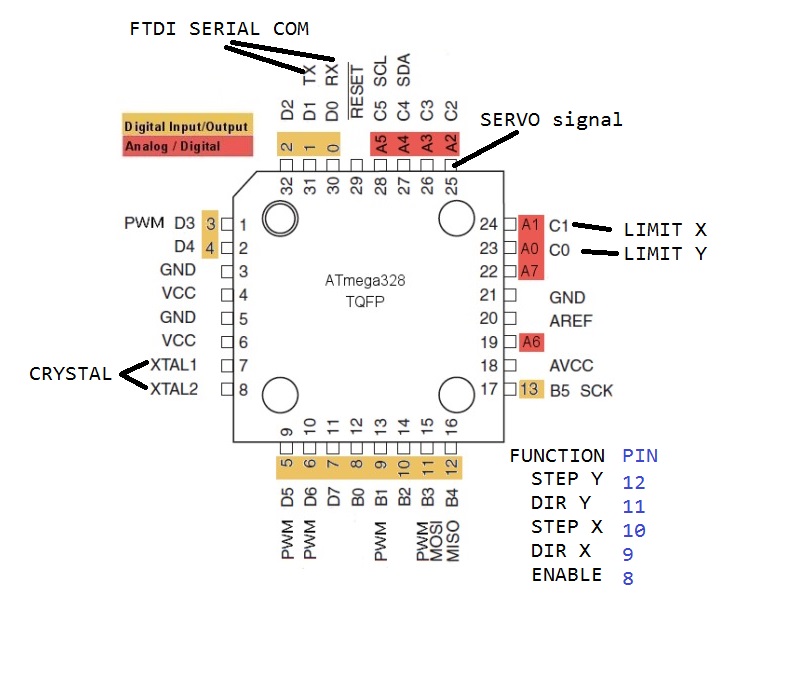 FTDI SERIAL COM
D2 D1 TX D0 RX RESET C5 SCL C4 SDA C3 C2
Digital Input/Output
Analog / Digital
SERVO signal
2 1 0 A5 A4 A3 A2
32 31 30 29 28 27 26 25
PWM D3 3 1
D4 4 2
GND 3
VCC 4
GND 5
VCC 6
XTAL1 7
XTAL2 8
CRYSTAL
ATmega328
TQFP
24 A1 C1 LIMIT X
23 A0 C0 LIMIT Y
22 A7
21 GND
20 AREF
19 A6
18 AVCC
17 13 B5 SCK
9 10 11 12 13 14 15 16
5 6 7 8 9 10 11 12
D5 D6 D7 B0 B1 B2 B3 B4
PWM PWM PWM PWM MOSI MISO
FUNCTION PIN
STEP Y 12
DIR Y 11
STEP X 10
DIR X 9
ENABLE 8